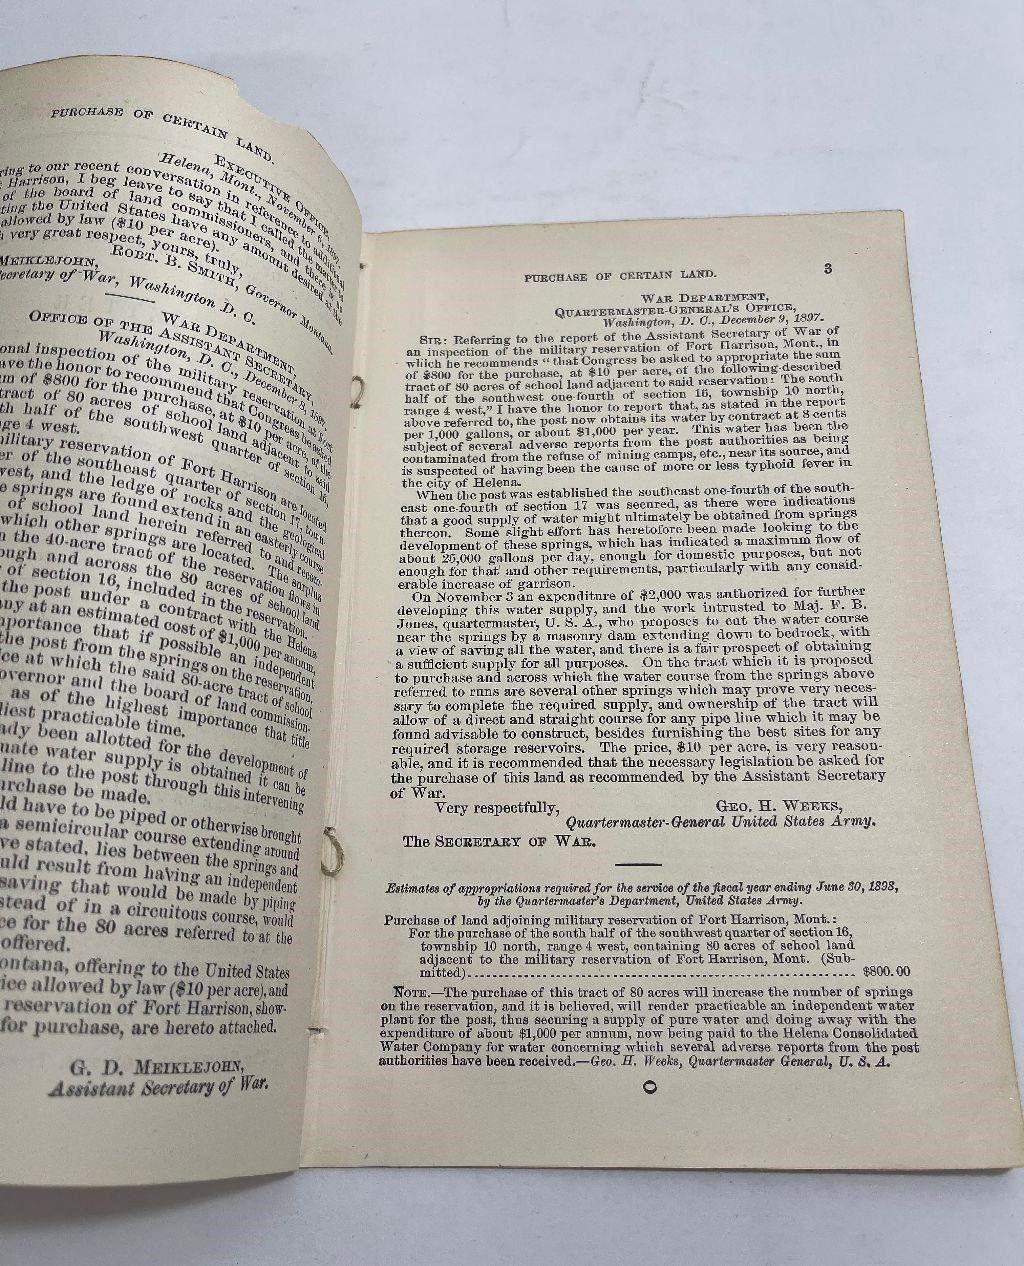 PURCHASE OF CERTAIN LAND.
EXECUTIVE OFFICE,
Helena, Mont., November 6, 1897.
ring to our recent conversation in reference to additional
Harrison, I beg leave to say that I called the matter to
of the board of land commissioners, and there is no
ting the United States have any amount desired at the
allowed by law ($10 per acre).
very great respect, yours, truly,
ROBT. B. SMITH, Governor Montana.
MEIKLEJOHN,
ecretary of War, Washington D. C.
WAR DEPARTMENT,
OFFICE OF THE ASSISTANT SECRETARY,
Washington, D. C., December 3, 1897.
onal inspection of the military reservation at Fort
ave the honor to recommend that Congress be asked
m of $800 for the purchase, at $10 per acre, of the
tract of 80 acres of school land adjacent to said
th half of the southwest quarter of section 16,
ge 4 west.
ilitary reservation of Fort Harrison are located
er of the southeast quarter of section 17, town
west, and the ledge of rocks and the geological
e springs are found extend in an easterly course
of school land herein referred to and reserv-
which other springs are located. The surplus
n the 40-acre tract of the reservation flows in
ough and across the 80 acres of school land
of section 16, included in the reservation.
the post under a contract with the Helena
any at an estimated cost of $1,000 per annum,
portance that if possible an independent
the post from the springs on the reservation.
ice at which the said 80-acre tract of school
overnor and the board of land commission-
as of the highest importance that title
liest practicable time.
ady been allotted for the development of
uate water supply is obtained it can be
line to the post through this intervening
urchase be made.
ld have to be piped or otherwise brought
a semicircular course extending around
ve stated, lies between the springs and
uld result from having an independent
saving that would be made by piping
stead of in a circuitous course, would
ce for the 80 acres referred to at the
offered.
ontana, offering to the United States
ice allowed by law ($10 per acre), and
reservation of Fort Harrison, show-
for purchase, are hereto attached.
G. D. MEIKLEJOHN,
Assistant Secretary of War.
PURCHASE OF CERTAIN LAND. 3
WAR DEPARTMENT,
QUARTERMASTER-GENERAL'S OFFICE,
Washington, D. C., December 9, 1897.
SIR: Referring to the report of the Assistant Secretary of War of
an inspection of the military reservation of Fort Harrison, Mont., in
which he recommends "that Congress be asked to appropriate the sum
of $800 for the purchase, at $10 per acre, of the following-described
tract of 80 acres of school land adjacent to said reservation: The south
half of the southwest one-fourth of section 16, township 10 north,
range 4 west," I have the honor to report that, as stated in the report
above referred to, the post now obtains its water by contract at 8 cents
per 1,000 gallons, or about $1,000 per year. This water has been the
subject of several adverse reports from the post authorities as being
contaminated from the refuse of mining camps, etc., near its source, and
is suspected of having been the cause of more or less typhoid fever in
the city of Helena.
When the post was established the southeast one-fourth of the south-
east one-fourth of section 17 was secured, as there were indications
that a good supply of water might ultimately be obtained from springs
thereon. Some slight effort has heretofore been made looking to the
development of these springs, which has indicated a maximum flow of
about 25,000 gallons per day, enough for domestic purposes, but not
enough for that and other requirements, particularly with any consid-
erable increase of garrison.
On November 3 an expenditure of $2,000 was authorized for further
developing this water supply, and the work intrusted to Maj. F. B.
Jones, quartermaster, U. S. A., who proposes to cut the water course
near the springs by a masonry dam extending down to bedrock, with
a view of saving all the water, and there is a fair prospect of obtaining
a sufficient supply for all purposes. On the tract which it is proposed
to purchase and across which the water course from the springs above
referred to runs are several other springs which may prove very neces-
sary to complete the required supply, and ownership of the tract will
allow of a direct and straight course for any pipe line which it may be
found advisable to construct, besides furnishing the best sites for any
required storage reservoirs. The price, $10 per acre, is very reason-
able, and it is recommended that the necessary legislation be asked for
the purchase of this land as recommended by the Assistant Secretary
of War.
Very respectfully, GEO. H. WEEKS,
Quartermaster-General United States Army.
The SECRETARY OF WAR.
Estimates of appropriations required for the service of the fiscal year ending June 30, 1898,
by the Quartermaster's Department, United States Army.
Purchase of land adjoining military reservation of Fort Harrison, Mont.:
For the purchase of the south half of the southwest quarter of section 16,
township 10 north, range 4 west, containing 80 acres of school land
adjacent to the military reservation of Fort Harrison, Mont. (Sub-
mitted)........................................ $800.00
NOTE.—The purchase of this tract of 80 acres will increase the number of springs
on the reservation, and it is believed, will render practicable an independent water
plant for the post, thus securing a supply of pure water and doing away with the
expenditure of about $1,000 per annum, now being paid to the Helena Consolidated
Water Company for water concerning which several adverse reports from the post
authorities have been received.—Geo. H. Weeks, Quartermaster General, U. S. A.